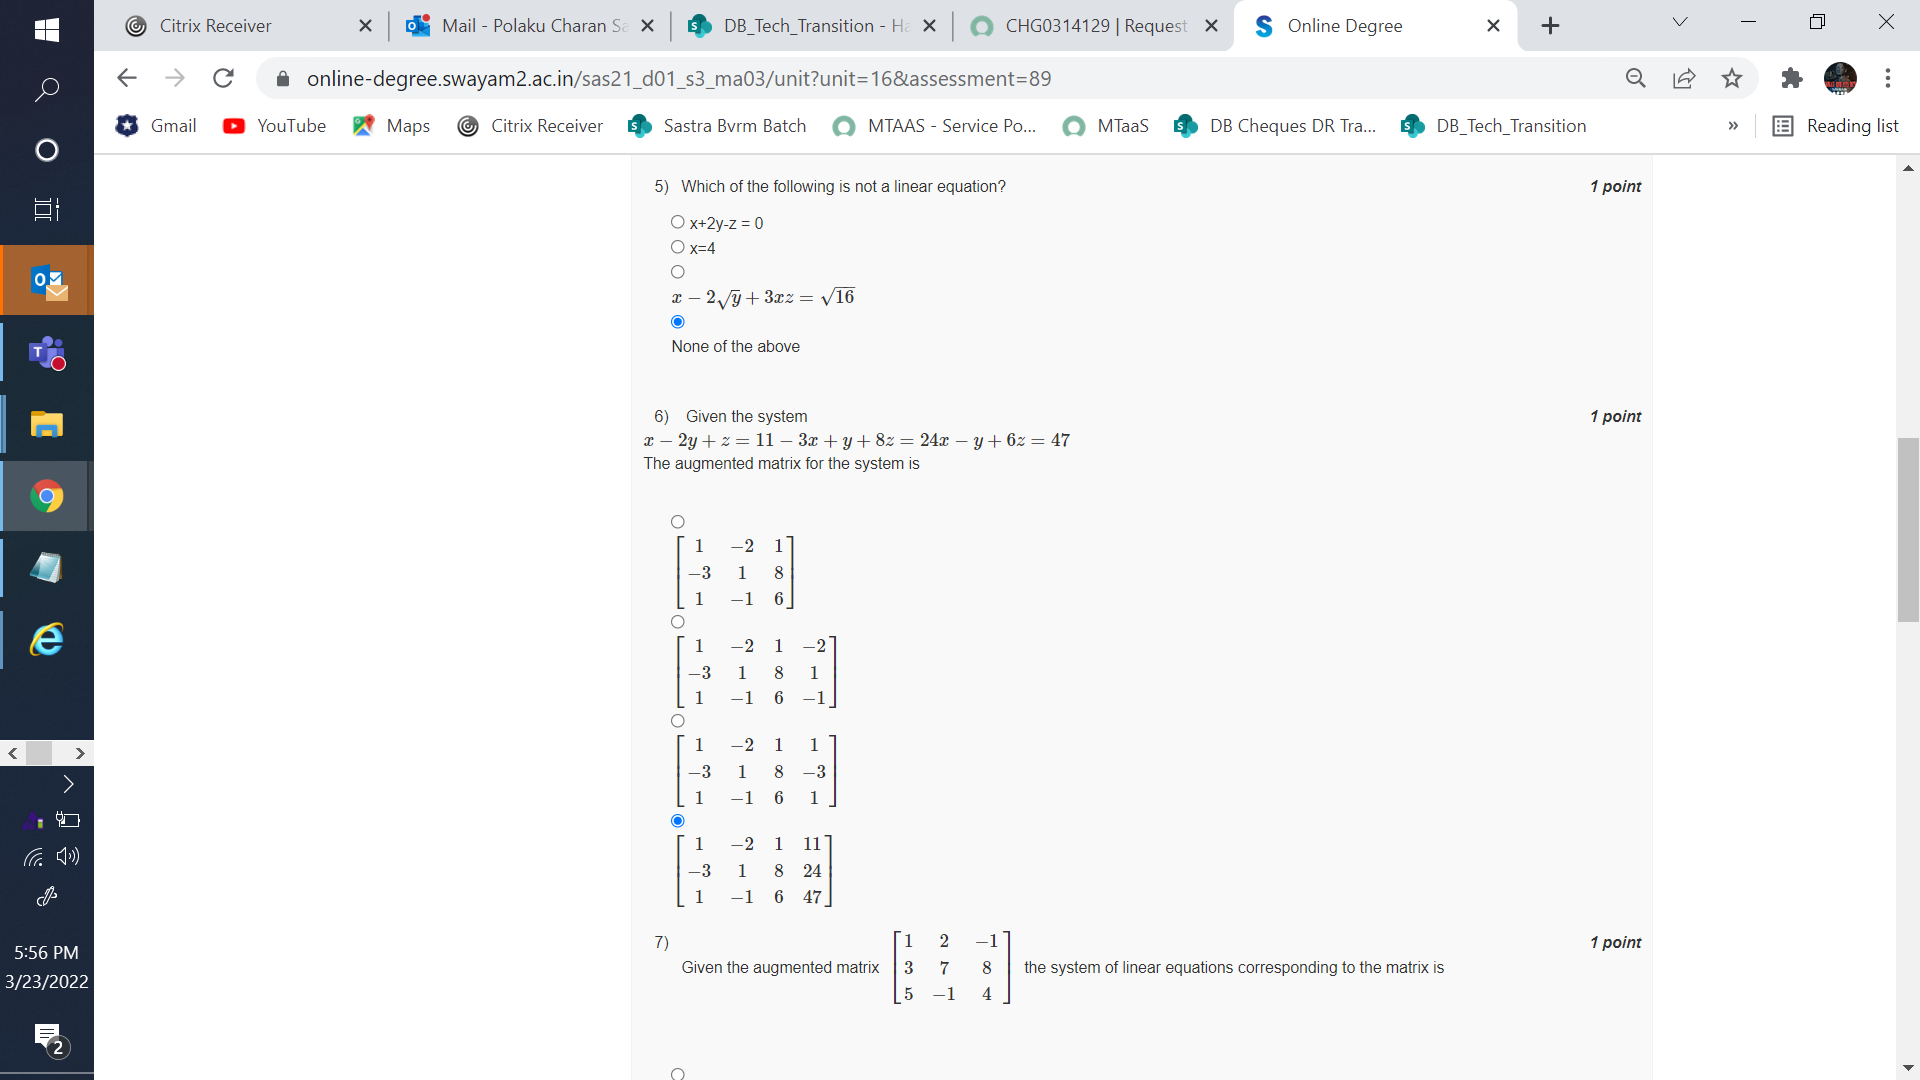 Citrix Receiver
Mail - Polaku Charan Sa
DB_Tech_Transition - Ha
CHG0314129 | Request
Online Degree
online-degree.swayam2.ac.in/sas21_d01_s3_ma03/unit?unit=16&assessment=89
Gmail
YouTube
Maps
Citrix Receiver
Sastra Bvrm Batch
MTAAS - Service Po...
MTaaS
DB Cheques DR Tra...
DB_Tech_Transition
»
Reading list
5) Which of the following is not a linear equation? 1 point
x+2y-z = 0
x=4
x − 2√y + 3xz = √16
None of the above
6) Given the system 1 point
x − 2y + z = 11 − 3x + y + 8z = 24x − y + 6z = 47
The augmented matrix for the system is
1 −2 1
−3 1 8
1 −1 6
1 −2 1 −2
−3 1 8 1
1 −1 6 −1
1 −2 1 1
−3 1 8 −3
1 −1 6 1
1 −2 1 11
−3 1 8 24
1 −1 6 47
7) 1 point
1 2 −1
Given the augmented matrix 3 7 8 the system of linear equations corresponding to the matrix is
5 −1 4
5:56 PM
3/23/2022
2